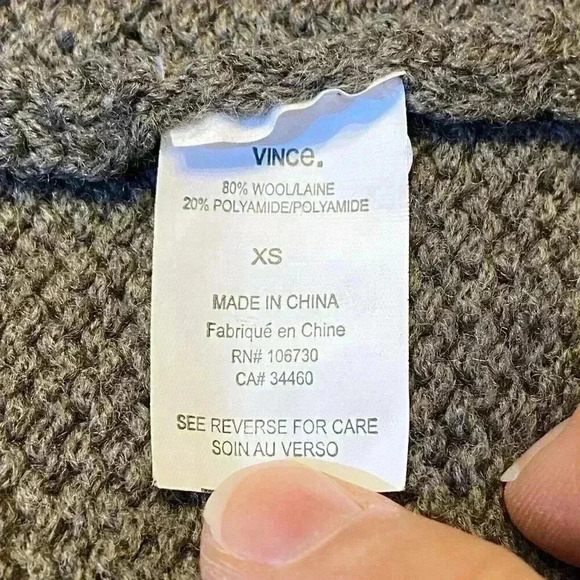 VINCE.
80% WOOL/LAINE
20% POLYAMIDE/POLYAMIDE
XS
MADE IN CHINA
Fabriqué en Chine
RN# 106730
CA# 34460
SEE REVERSE FOR CARE
SOIN AU VERSO